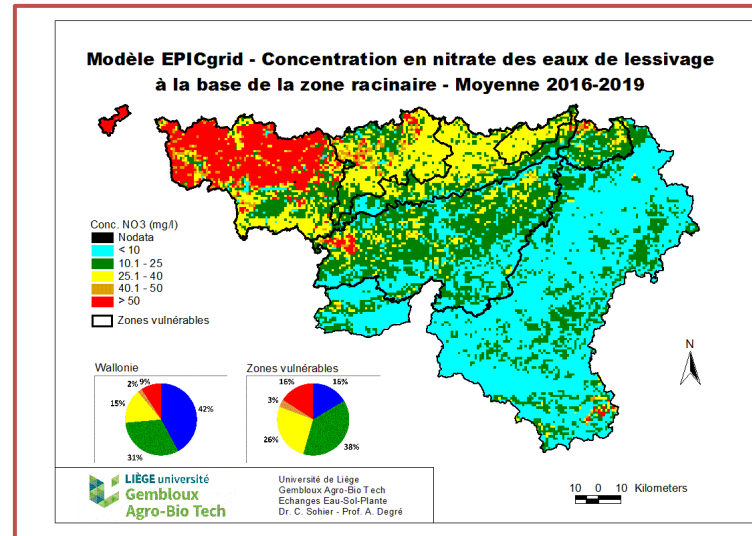 Modèle EPICgrid - Concentration en nitrate des eaux de lessivage
à la base de la zone racinaire - Moyenne 2016-2019
Conc. NO3 (mg/l)
Nodata
< 10
10.1 - 25
25.1 - 40
40.1 - 50
> 50
Zones vulnérables
N
Wallonie
2%
9%
15%
42%
31%
Zones vulnérables
16%
16%
3%
26%
38%
LIÈGE université
Gembloux
Agro-Bio Tech
Université de Liège
Gembloux Agro-Bio Tech
Echanges Eau-Sol-Plante
Dr. C. Sohier - Prof. A. Degré
10 0 10 Kilometers